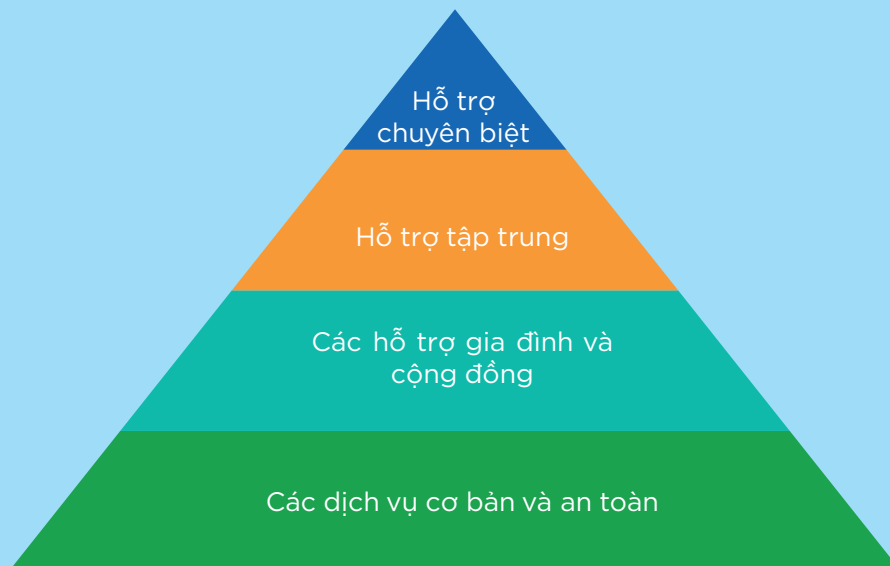 Hỗ trợ
chuyên biệt
Hỗ trợ tập trung
Các hỗ trợ gia đình và
cộng đồng
Các dịch vụ cơ bản và an toàn